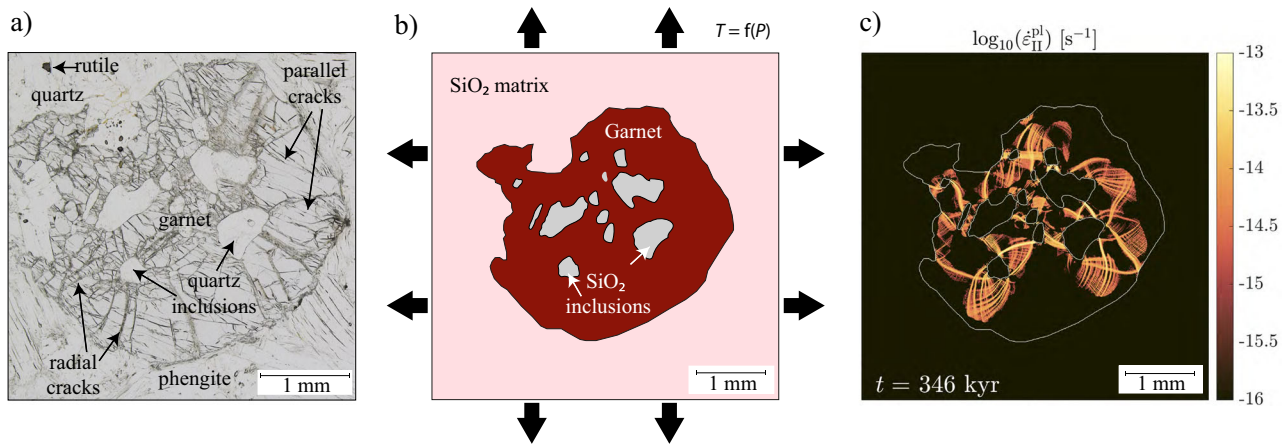 a)
rutile
quartz
parallel
cracks
garnet
quartz
inclusions
radial
cracks
phengite
1 mm
b)
T = f(P)
SiO₂ matrix
Garnet
SiO₂
inclusions
1 mm
c)
log₁₀(ε̇ᴵᴵᵖˡ) [s⁻¹]
-13
-13.5
-14
-14.5
-15
-15.5
-16
t = 346 kyr
1 mm